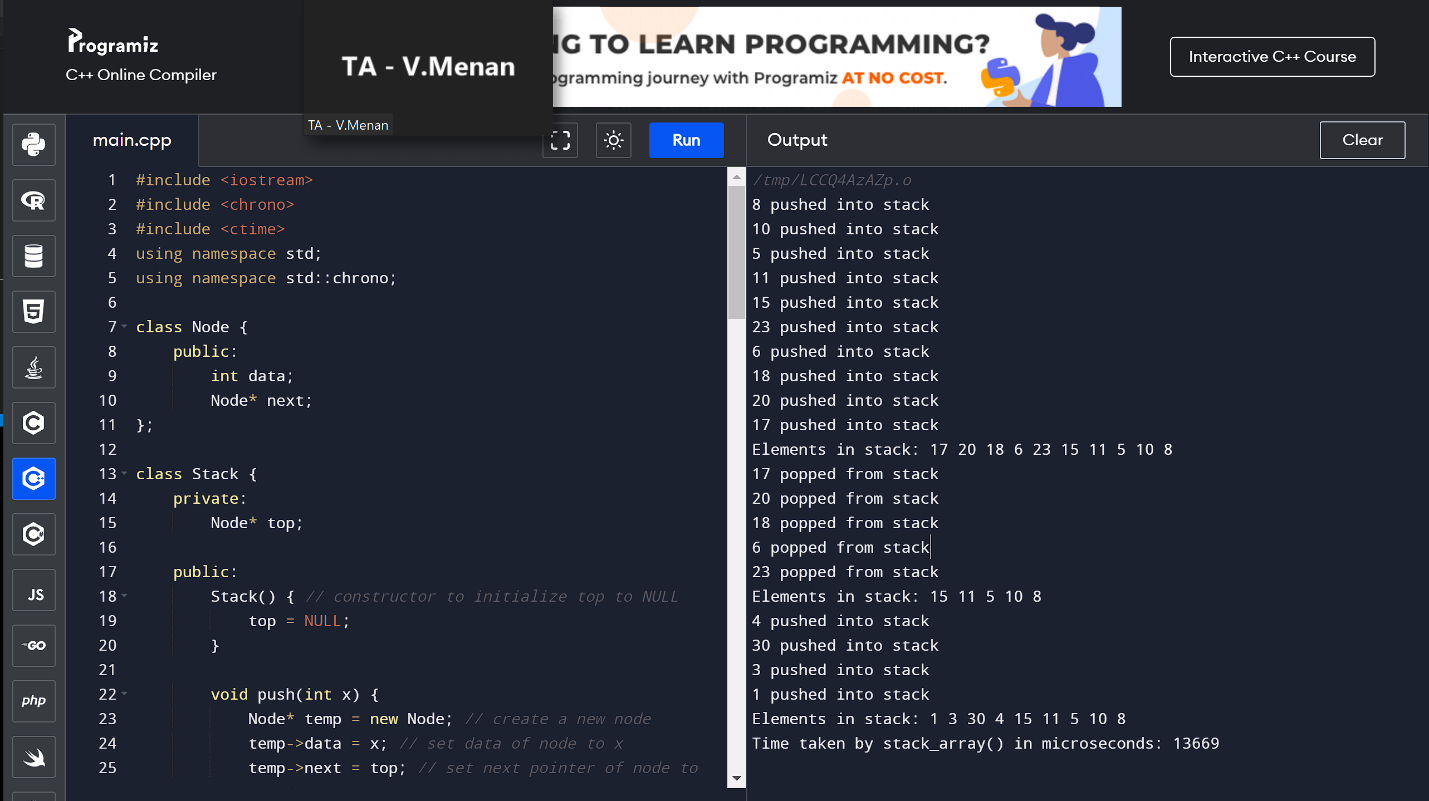 Programiz
C++ Online Compiler
TA - V.Menan
NG TO LEARN PROGRAMMING?
ogramming journey with Programiz AT NO COST.
Interactive C++ Course
TA - V.Menan
main.cpp
Run
Output
Clear
1 #include <iostream>
2 #include <chrono>
3 #include <ctime>
4 using namespace std;
5 using namespace std::chrono;
6
7 class Node {
8 public:
9 int data;
10 Node* next;
11 };
12
13 class Stack {
14 private:
15 Node* top;
16
17 public:
18 Stack() { // constructor to initialize top to NULL
19 top = NULL;
20 }
21
22 void push(int x) {
23 Node* temp = new Node; // create a new node
24 temp->data = x; // set data of node to x
25 temp->next = top; // set next pointer of node to
/tmp/LCCQ4AzAZp.o
8 pushed into stack
10 pushed into stack
5 pushed into stack
11 pushed into stack
15 pushed into stack
23 pushed into stack
6 pushed into stack
18 pushed into stack
20 pushed into stack
17 pushed into stack
Elements in stack: 17 20 18 6 23 15 11 5 10 8
17 popped from stack
20 popped from stack
18 popped from stack
6 popped from stack
23 popped from stack
Elements in stack: 15 11 5 10 8
4 pushed into stack
30 pushed into stack
3 pushed into stack
1 pushed into stack
Elements in stack: 1 3 30 4 15 11 5 10 8
Time taken by stack_array() in microseconds: 13669
R
5
C
C
C
JS
GO
php